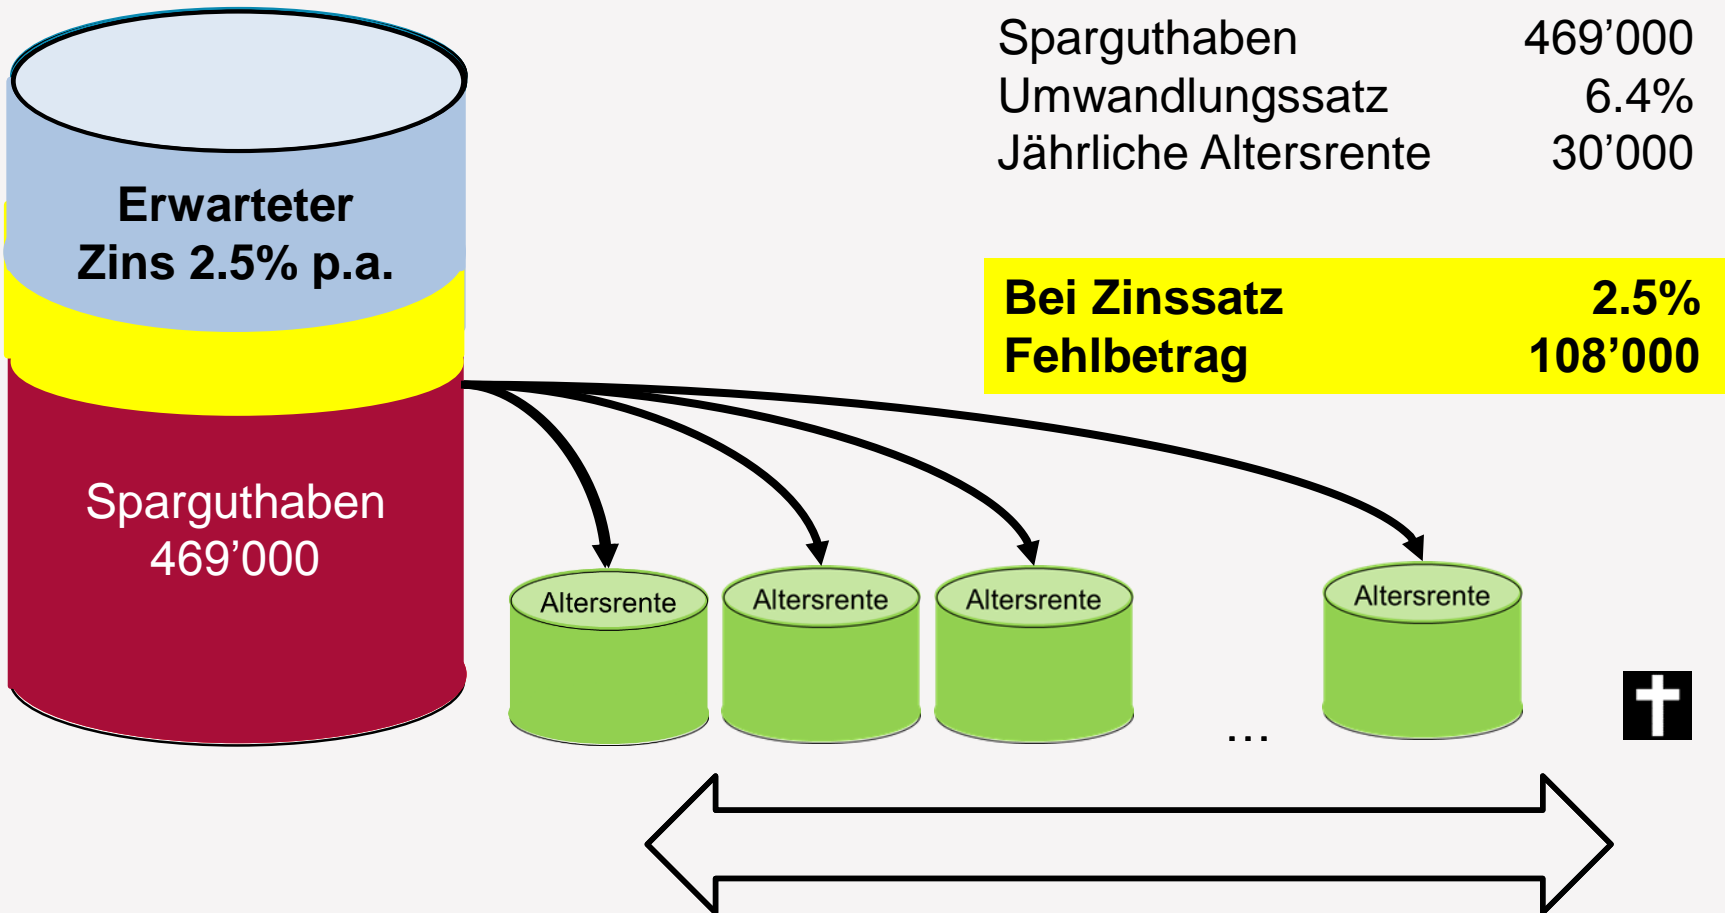 Sparguthaben 469’000
Umwandlungssatz 6.4%
Jährliche Altersrente 30’000
Erwarteter
Zins 2.5% p.a.
Bei Zinssatz 2.5%
Fehlbetrag 108’000
Sparguthaben
469’000
Altersrente
Altersrente
Altersrente
...
Altersrente